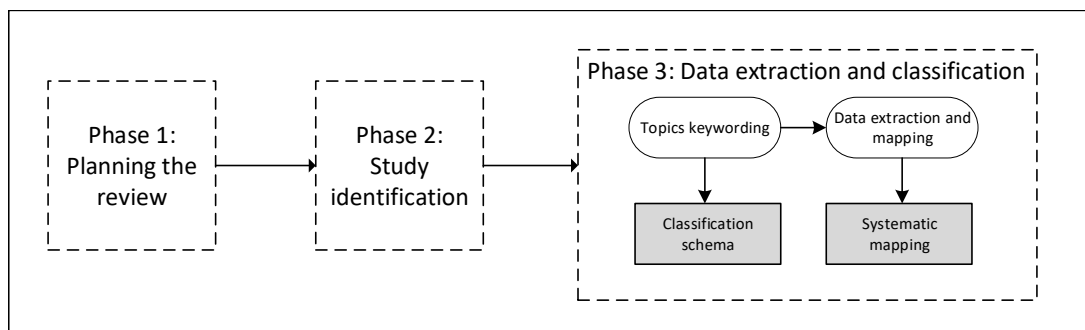 Phase 1:
Planning the
review
Phase 2:
Study
identification
Phase 3: Data extraction and classification
Topics keywording
Data extraction and
mapping
Classification
schema
Systematic
mapping